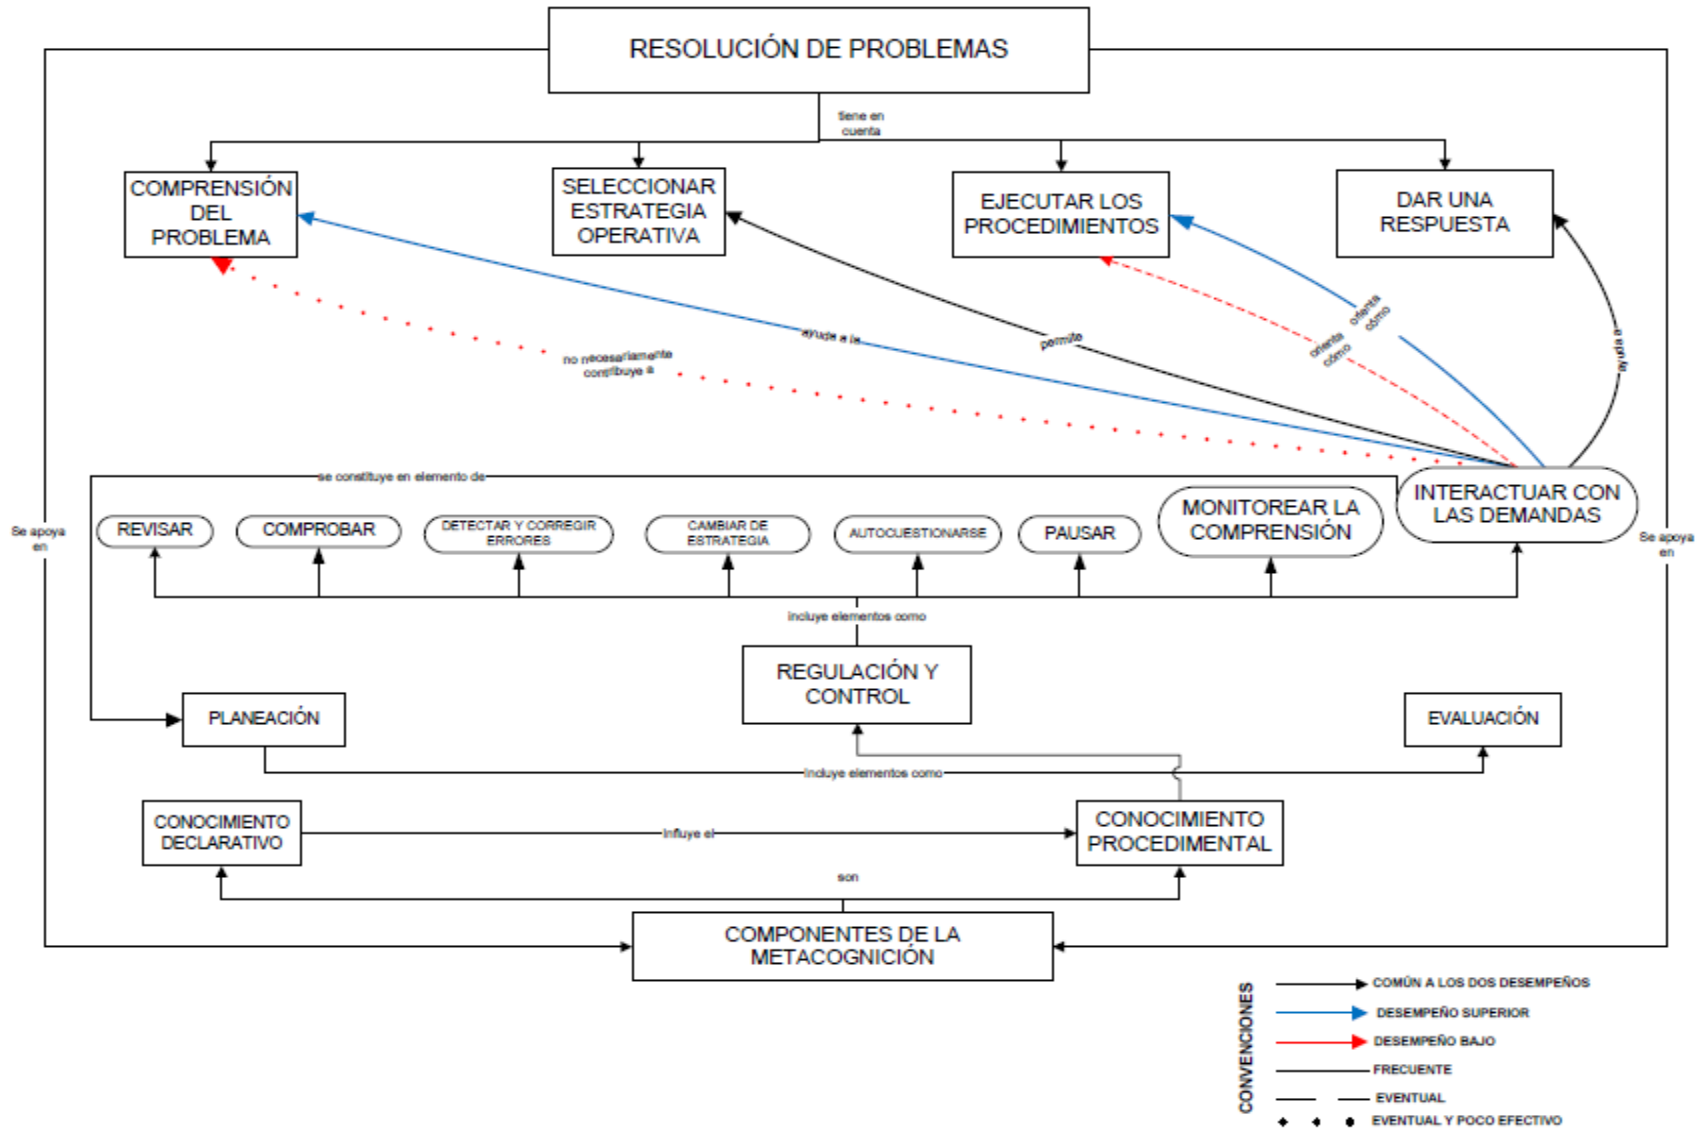 RESOLUCIÓN DE PROBLEMAS
tiene en
cuenta
COMPRENSIÓN
DEL
PROBLEMA
SELECCIONAR
ESTRATEGIA
OPERATIVA
EJECUTAR LOS
PROCEDIMIENTOS
DAR UNA
RESPUESTA
no necesariamente
contribuye a
ayuda a la
permite
orienta
cómo
orienta
cómo
ayuda a
se constituye en elemento de
Se apoya
en
REVISAR
COMPROBAR
DETECTAR Y CORREGIR
ERRORES
CAMBIAR DE
ESTRATEGIA
AUTOCUESTIONARSE
PAUSAR
MONITOREAR LA
COMPRENSIÓN
INTERACTUAR CON
LAS DEMANDAS
Se apoya
en
incluye elementos como
REGULACIÓN Y
CONTROL
PLANEACIÓN
EVALUACIÓN
Incluye elementos como
CONOCIMIENTO
DECLARATIVO
Influye el
CONOCIMIENTO
PROCEDIMENTAL
son
COMPONENTES DE LA
METACOGNICIÓN
CONVENCIONES
COMÚN A LOS DOS DESEMPEÑOS
DESEMPEÑO SUPERIOR
DESEMPEÑO BAJO
FRECUENTE
EVENTUAL
EVENTUAL Y POCO EFECTIVO